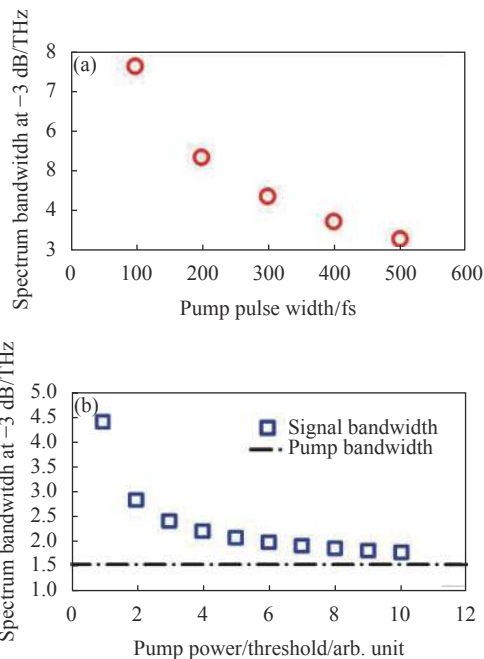 (a)
Spectrum bandwitdh at −3 dB/THz
8
7
6
8
4
3
0 100 200 300 400 500 600
Pump pulse width/fs
(b)
Spectrum bandwitdh at −3 dB/THz
5.0
4.5
4.0
3.5
3.0
2.5
2.0
1.5
1.0
Signal bandwidth
Pump bandwidth
0 2 4 6 8 10 12
Pump power/threshold/arb. unit